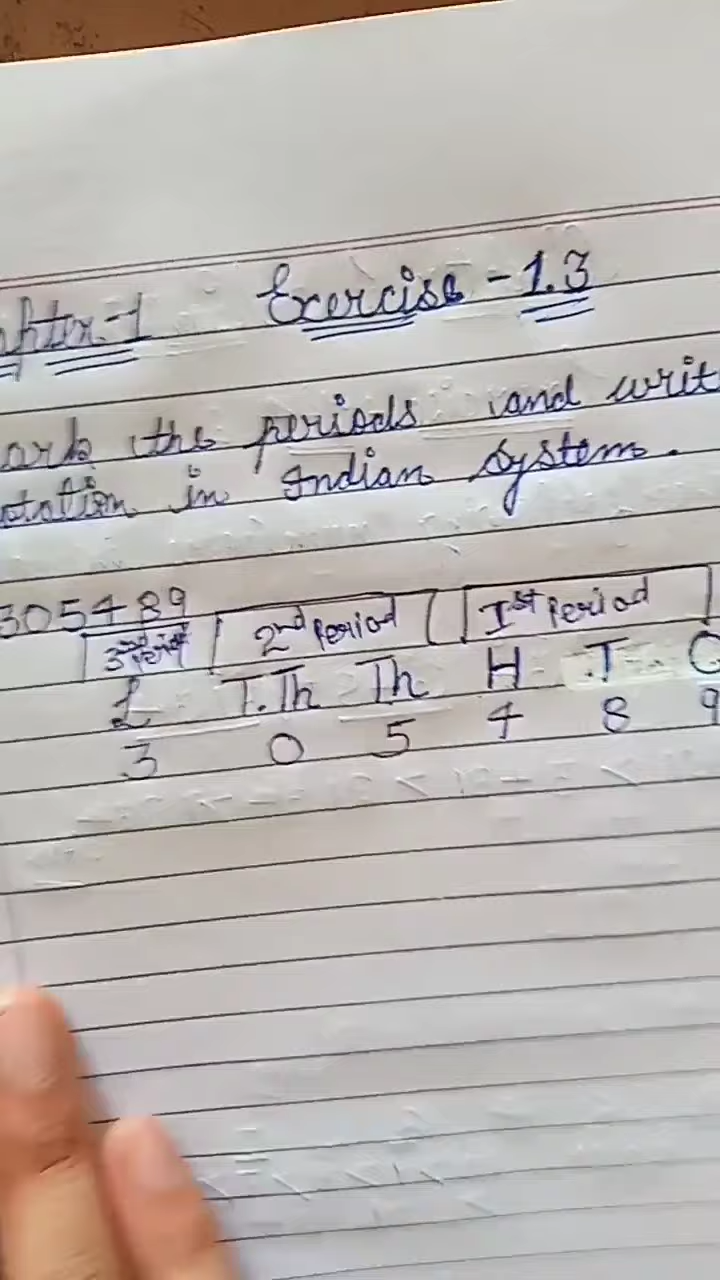 Exercise - 1.3
the periods and
in Indian system.
305489
3rd Period 2nd Period Ist Period
L T.Th Th H T
3 0 5 4 8 9